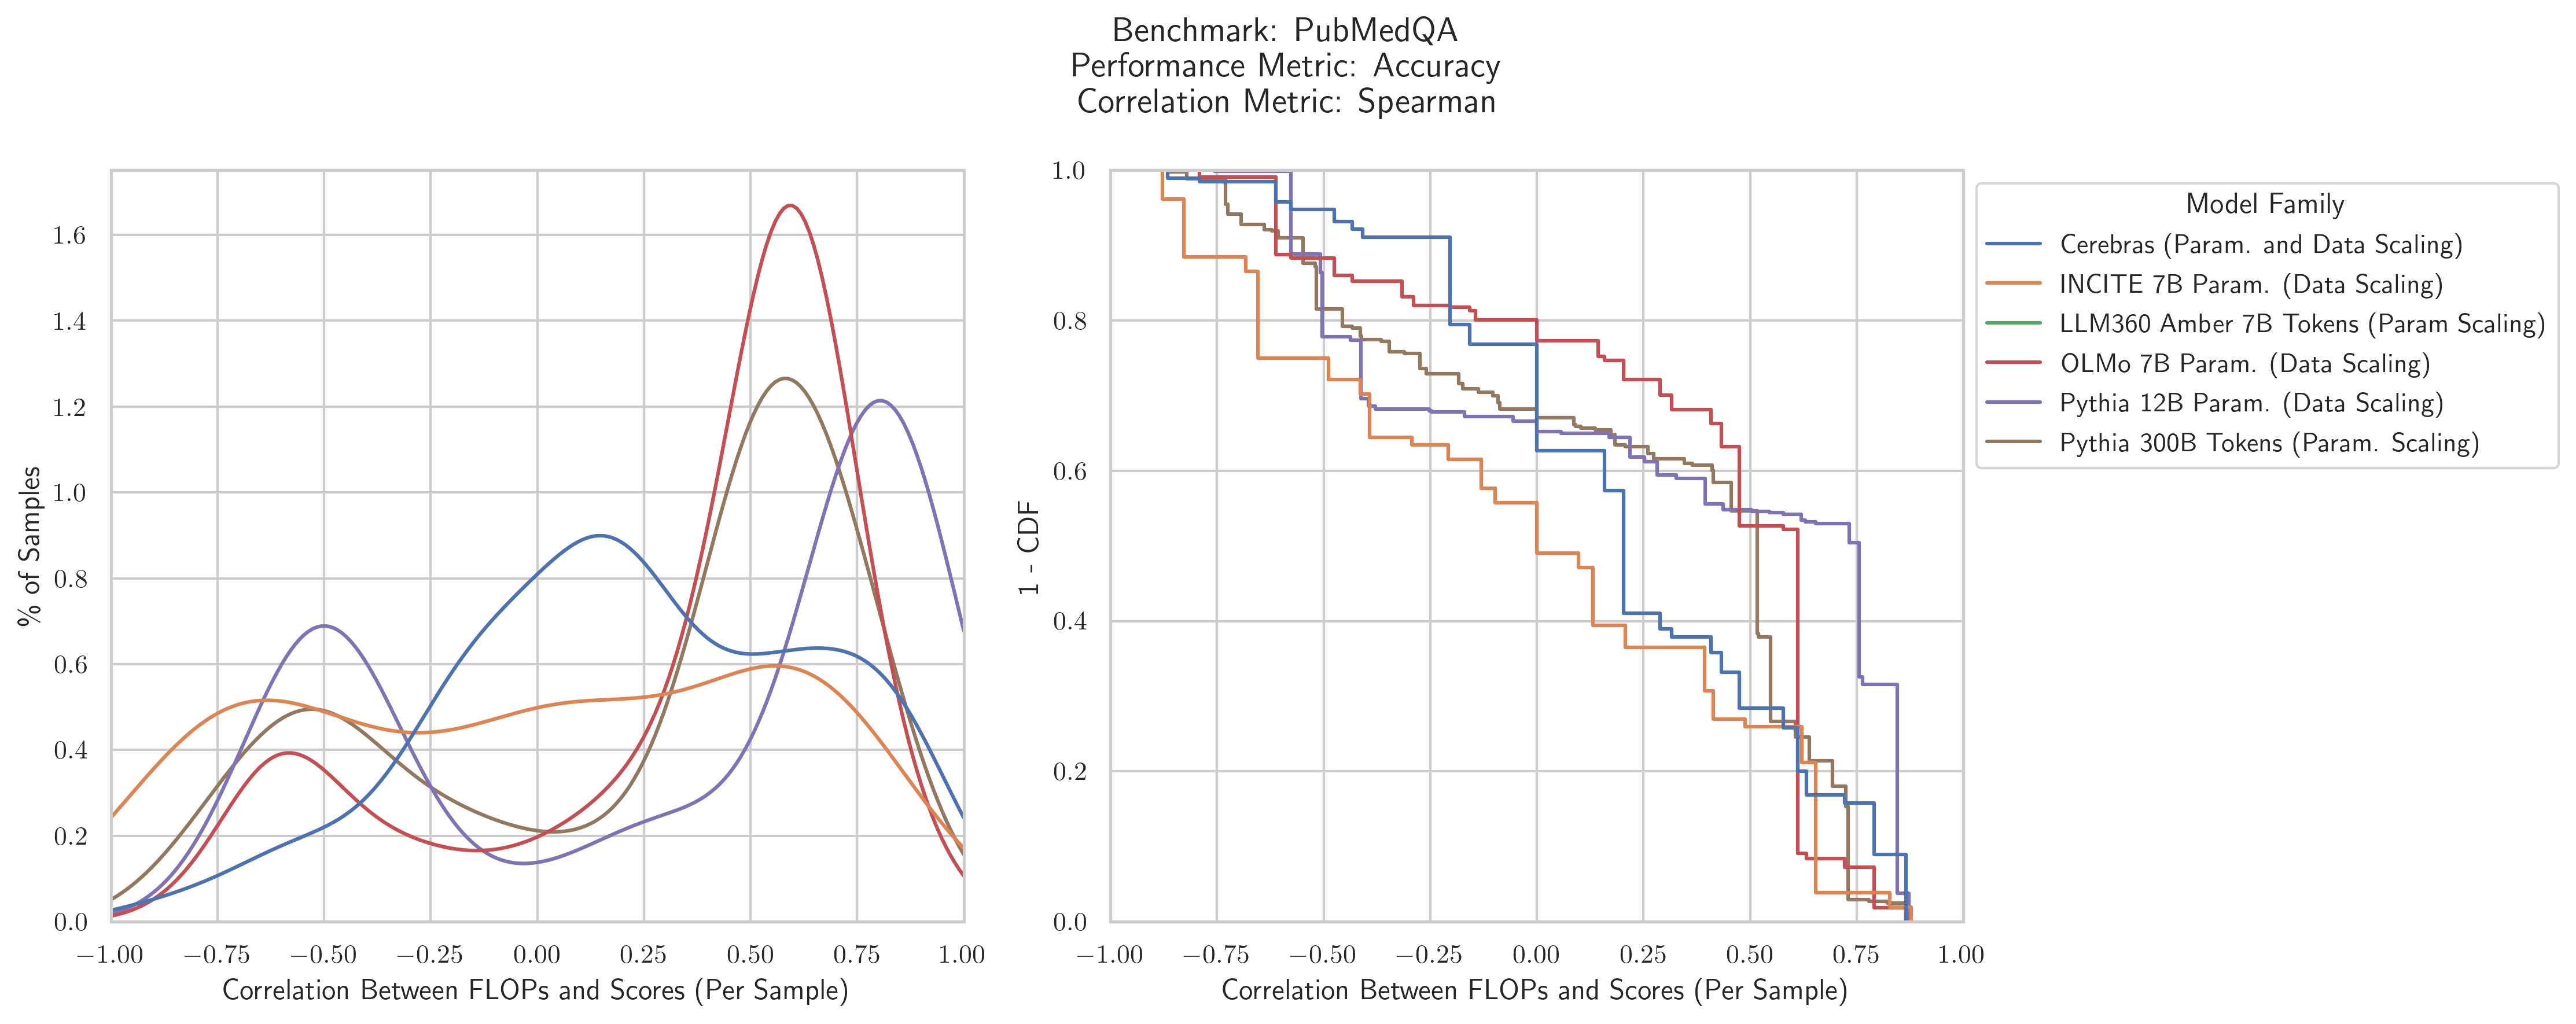 Benchmark: PubMedQA
Performance Metric: Accuracy
Correlation Metric: Spearman
% of Samples
1.6
1.4
1.2
1.0
0.8
0.6
0.4
0.2
0.0
−1.00 −0.75 −0.50 −0.25 0.00 0.25 0.50 0.75 1.00
Correlation Between FLOPs and Scores (Per Sample)
1 - CDF
1.0
0.8
0.6
0.4
0.2
0.0
−1.00 −0.75 −0.50 −0.25 0.00 0.25 0.50 0.75 1.00
Correlation Between FLOPs and Scores (Per Sample)
Model Family
Cerebras (Param. and Data Scaling)
INCITE 7B Param. (Data Scaling)
LLM360 Amber 7B Tokens (Param Scaling)
OLMo 7B Param. (Data Scaling)
Pythia 12B Param. (Data Scaling)
Pythia 300B Tokens (Param. Scaling)